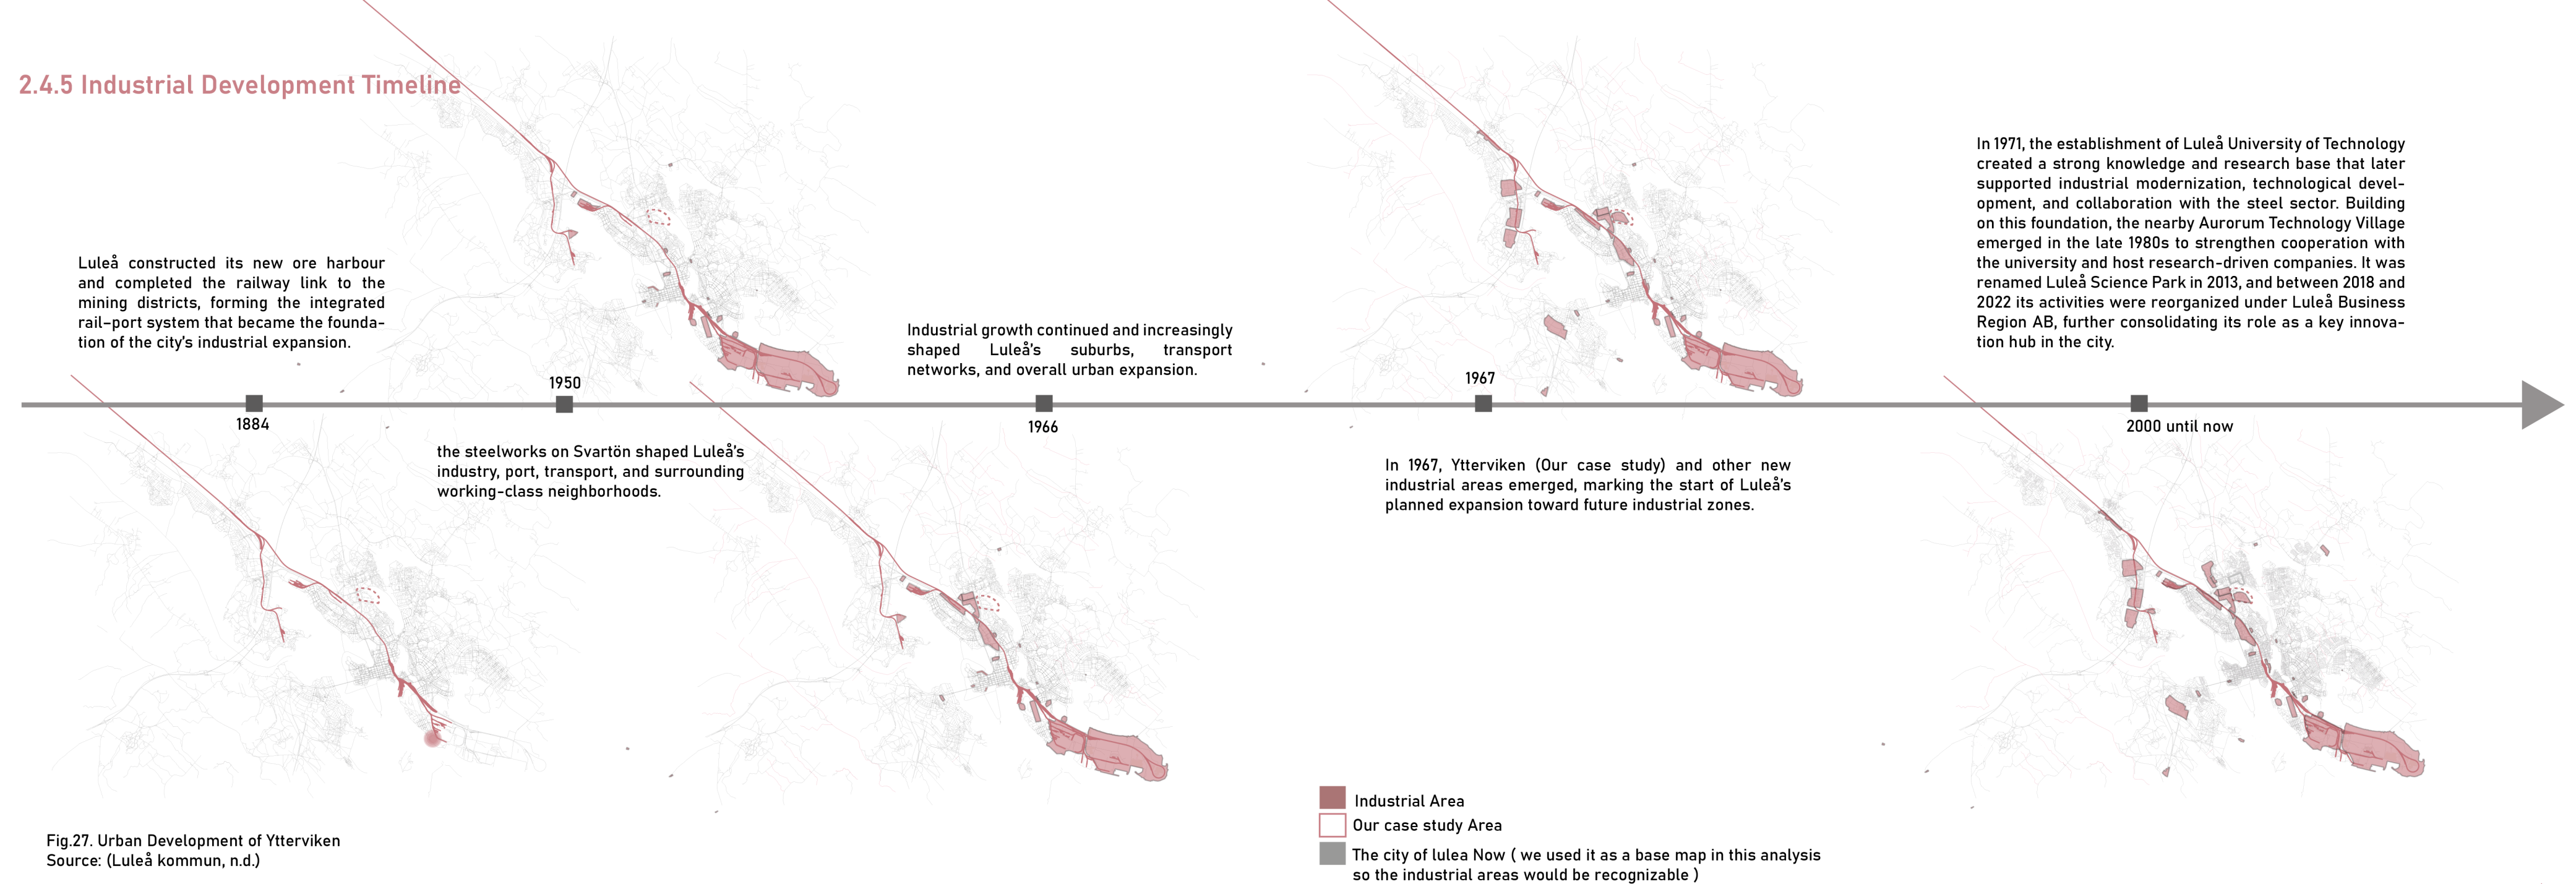 2.4.5 Industrial Development Timeline
Luleå constructed its new ore harbour
and completed the railway link to the
mining districts, forming the integrated
rail–port system that became the founda-
tion of the city's industrial expansion.
1884
1950
the steelworks on Svartön shaped Luleå's
industry, port, transport, and surrounding
working-class neighborhoods.
Industrial growth continued and increasingly
shaped Luleå's suburbs, transport
networks, and overall urban expansion.
1966
1967
In 1967, Ytterviken (Our case study) and other new
industrial areas emerged, marking the start of Luleå's
planned expansion toward future industrial zones.
In 1971, the establishment of Luleå University of Technology
created a strong knowledge and research base that later
supported industrial modernization, technological devel-
opment, and collaboration with the steel sector. Building
on this foundation, the nearby Aurorum Technology Village
emerged in the late 1980s to strengthen cooperation with
the university and host research-driven companies. It was
renamed Luleå Science Park in 2013, and between 2018 and
2022 its activities were reorganized under Luleå Business
Region AB, further consolidating its role as a key innova-
tion hub in the city.
2000 until now
Industrial Area
Our case study Area
The city of lulea Now ( we used it as a base map in this analysis
so the industrial areas would be recognizable )
Fig.27. Urban Development of Ytterviken
Source: (Luleå kommun, n.d.)